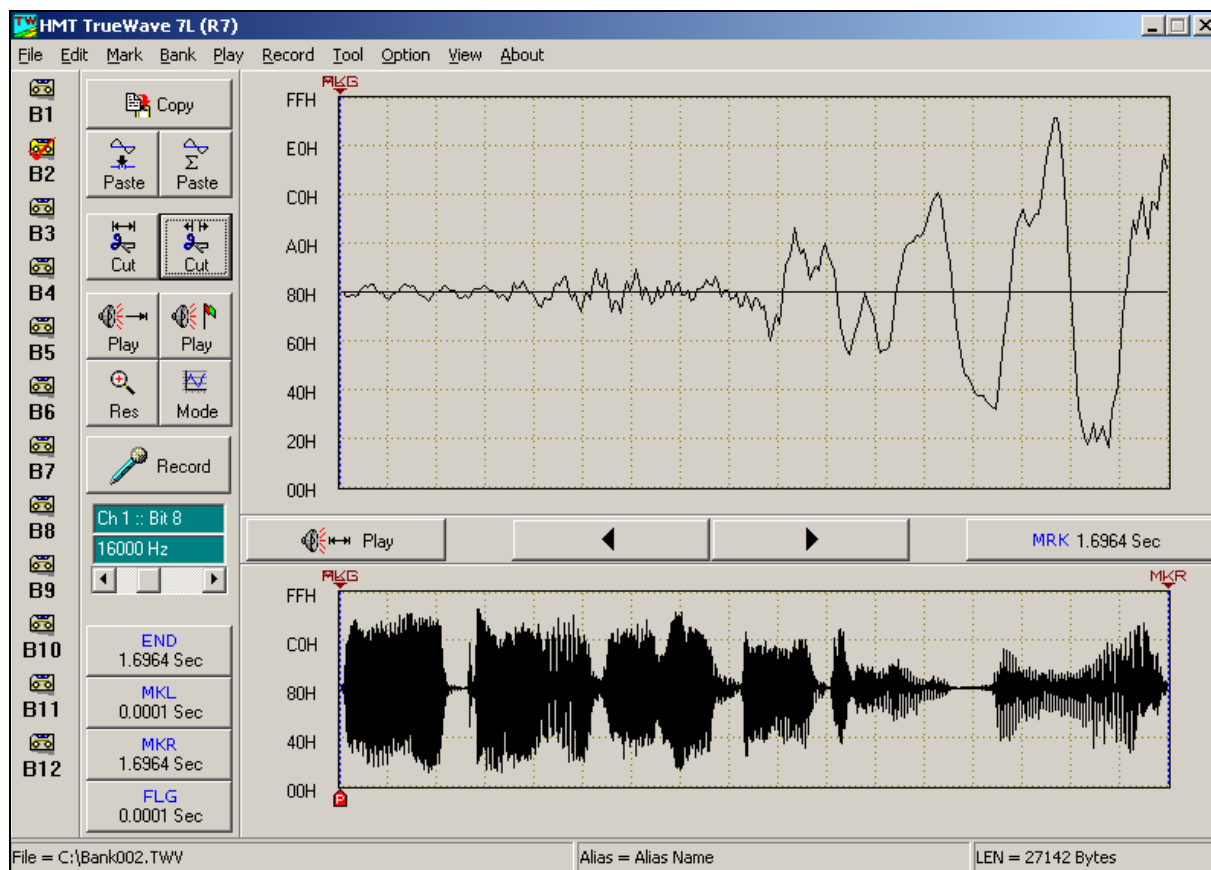 TW HMT TrueWave 7L (R7)
File Edit Mark Bank Play Record Tool Option View About
B1
B2
B3
B4
B5
B6
B7
B8
B9
B10
B11
B12
Copy
Paste Σ Paste
Cut Cut
Play Play
Res Mode
Record
Ch 1 :: Bit 8
16000 Hz
END
1.6964 Sec
MKL
0.0001 Sec
MKR
1.6964 Sec
FLG
0.0001 Sec
FFH
E0H
C0H
A0H
80H
60H
40H
20H
00H
Play
MRK 1.6964 Sec
MKR
FFH
C0H
80H
40H
00H
P
File = C:\Bank002.TWV
Alias = Alias Name
LEN = 27142 Bytes